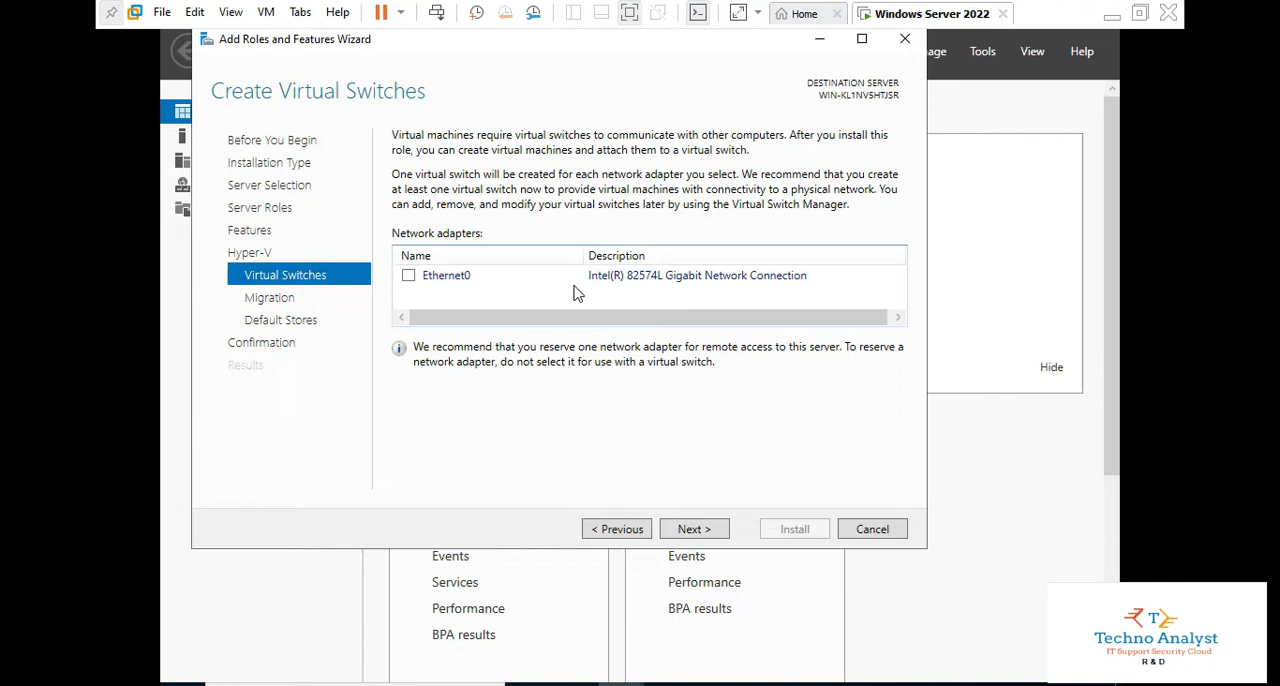 File Edit View VM Tabs Help
Home
Windows Server 2022
Add Roles and Features Wizard
age Tools View Help
Create Virtual Switches
DESTINATION SERVER
WIN-KL1NV5HTJSR
Before You Begin
Installation Type
Server Selection
Server Roles
Features
Hyper-V
Virtual Switches
Migration
Default Stores
Confirmation
Results
Virtual machines require virtual switches to communicate with other computers. After you install this
role, you can create virtual machines and attach them to a virtual switch.
One virtual switch will be created for each network adapter you select. We recommend that you create
at least one virtual switch now to provide virtual machines with connectivity to a physical network. You
can add, remove, and modify your virtual switches later by using the Virtual Switch Manager.
Network adapters:
Name Description
Ethernet0 Intel(R) 82574L Gigabit Network Connection
We recommend that you reserve one network adapter for remote access to this server. To reserve a
network adapter, do not select it for use with a virtual switch.
Hide
< Previous Next > Install Cancel
Events
Services
Performance
BPA results
Events
Performance
BPA results
Techno Analyst
IT Support Security Cloud
R & D